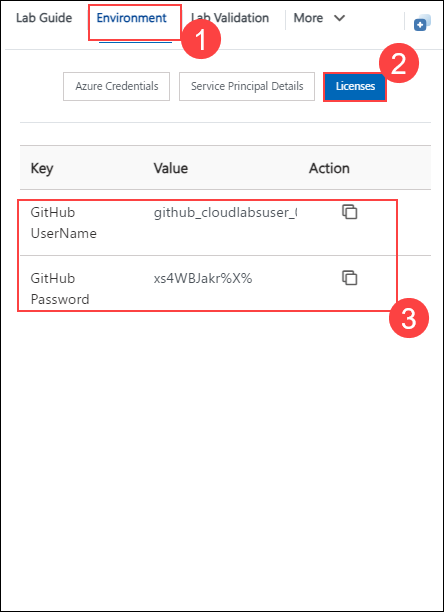 Lab Guide Environment Lab Validation More
1
2
Azure Credentials Service Principal Details Licenses
Key Value Action
GitHub UserName github_cloudlabsuser_
GitHub Password xs4WBJakr%X%
3